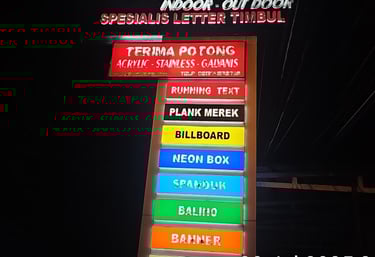 INDOOR - OUT DOOR
SPESIALIS LETTER TIMBUL
TERIMA POTONG
ACRYLIC - STAINLESS - GALVANIS
RUNNING TEXT
PLANK MEREK
BILLBOARD
NEON BOX
SPANDUK
BALIHO
BANNER